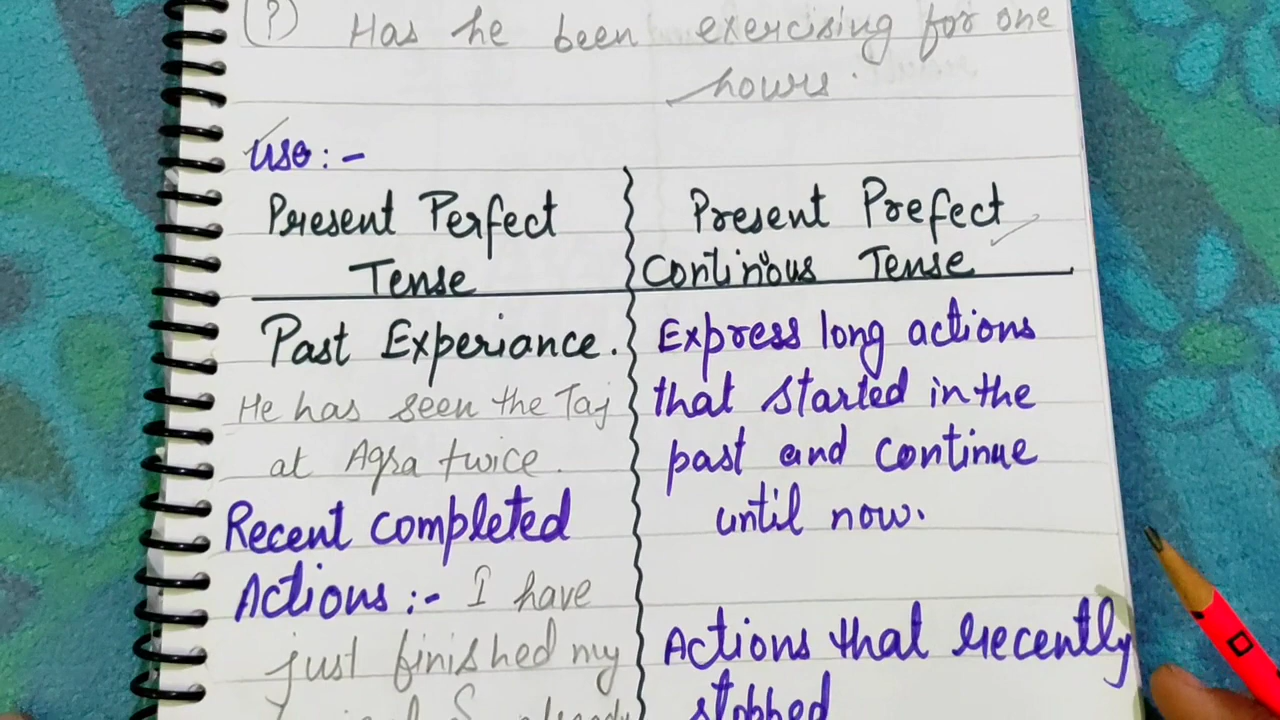 (?) Has he been exercising for one
hours.
Use :-
Present Perfect
Tense
Past Experiance.
He has seen the Taj
at Agra twice.
Recent completed
Actions :- I have
just finished my
Present Prefect
Continous Tense
Express long actions
that started in the
past and continue
until now.
Actions that recently
stopped